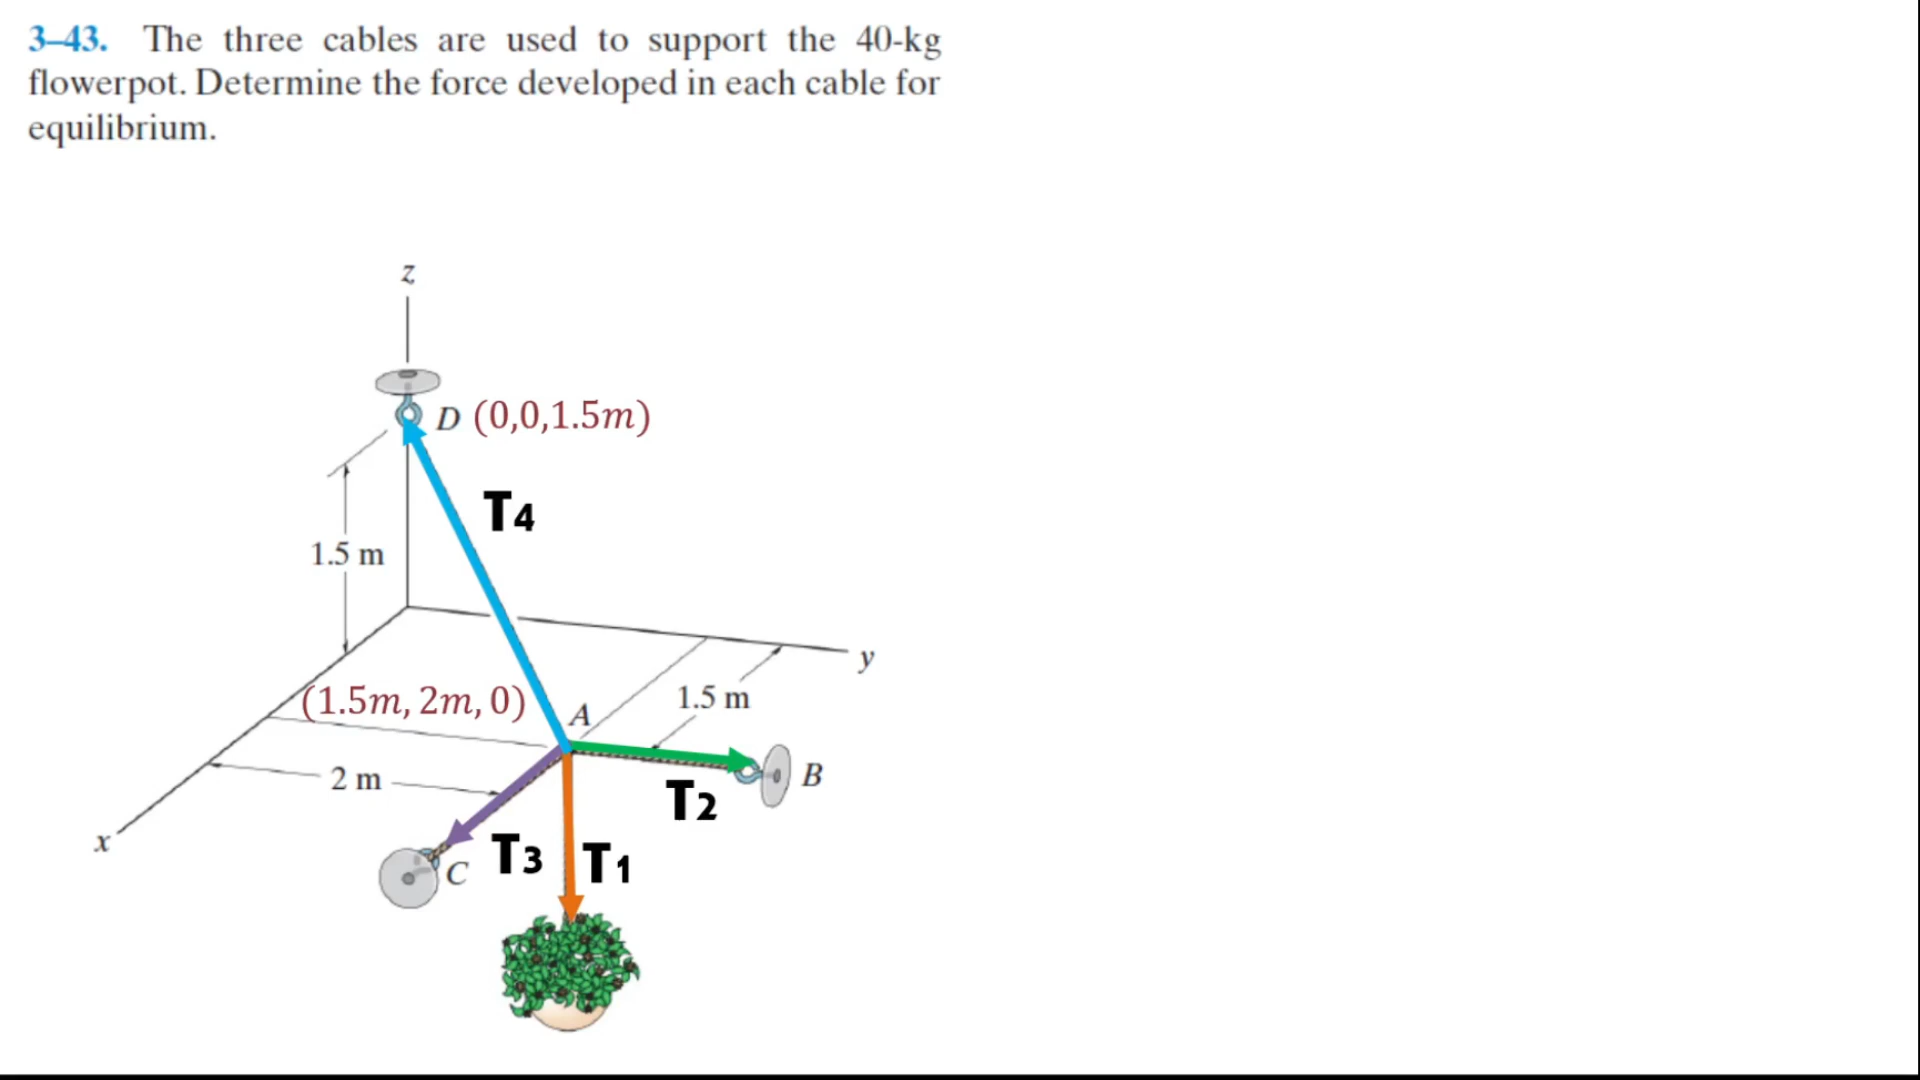 3–43. The three cables are used to support the 40-kg
flowerpot. Determine the force developed in each cable for
equilibrium.
z
D (0,0,1.5m)
T4
1.5 m
y
(1.5m, 2m, 0)
A
1.5 m
2 m
B
T2
x
C
T3
T1